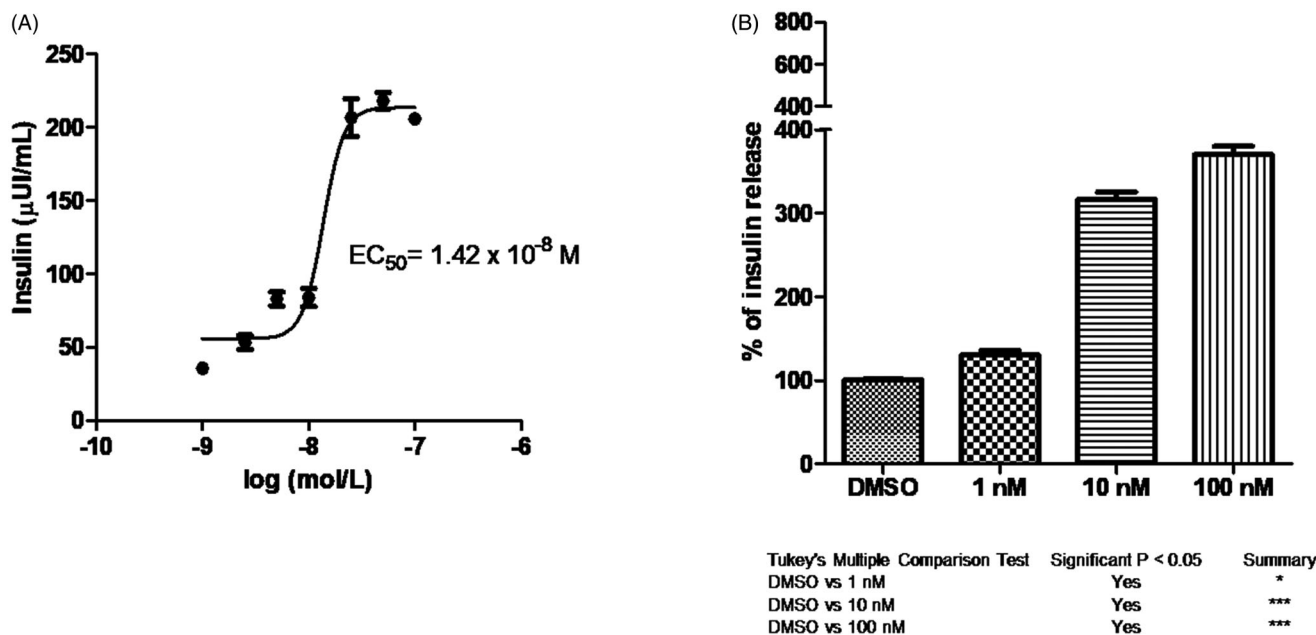 (A)
250
200
150
100
50
0
Insulin (μUI/mL)
EC50= 1.42 x 10-8 M
-10 -9 -8 -7 -6
log (mol/L)
(B)
800
600
400
400
300
200
100
0
% of insulin release
DMSO 1 nM 10 nM 100 nM
Tukey's Multiple Comparison Test Significant P < 0.05 Summary
DMSO vs 1 nM Yes *
DMSO vs 10 nM Yes ***
DMSO vs 100 nM Yes ***